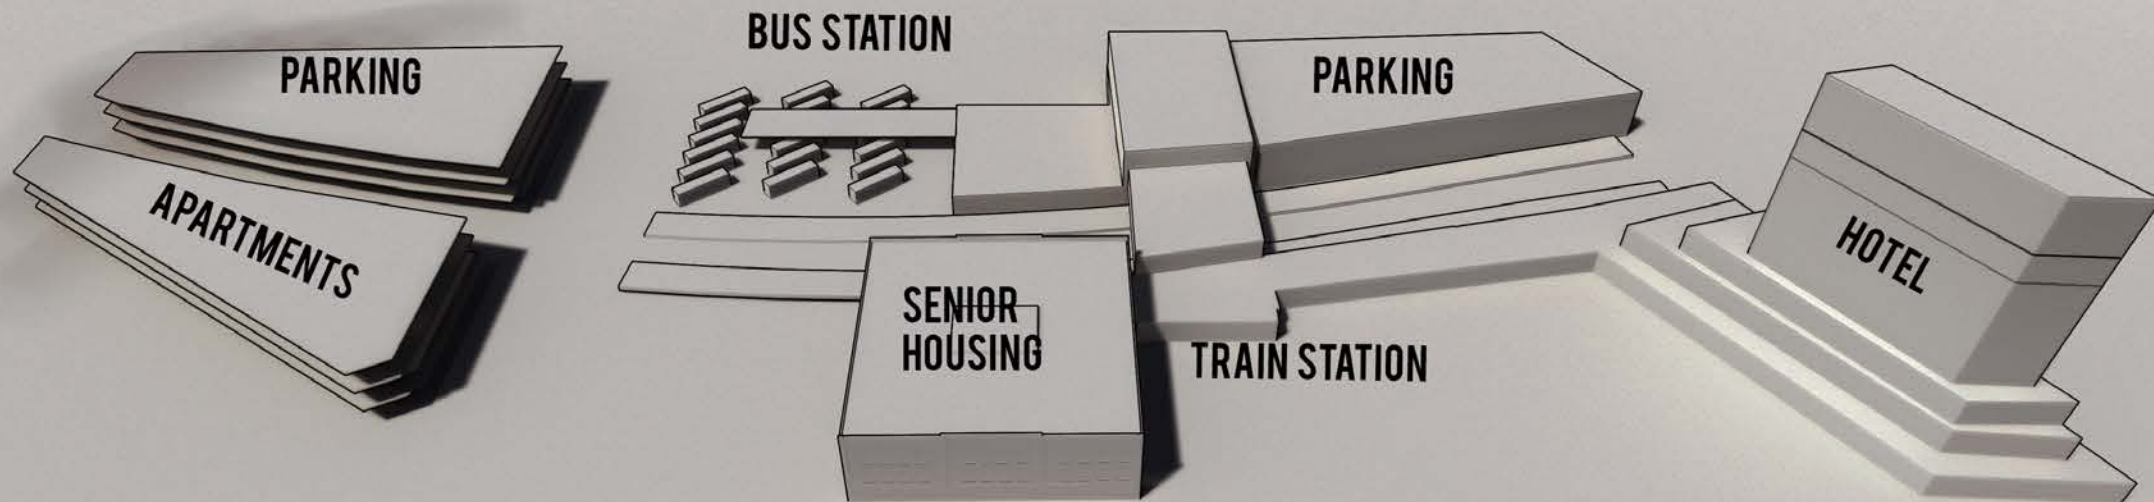 BUS STATION
PARKING
PARKING
APARTMENTS
HOTEL
SENIOR
HOUSING
TRAIN STATION